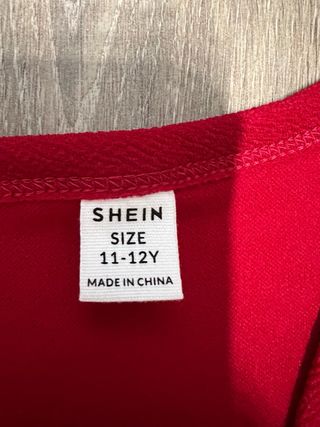 SHEIN
SIZE
11-12Y
MADE IN CHINA